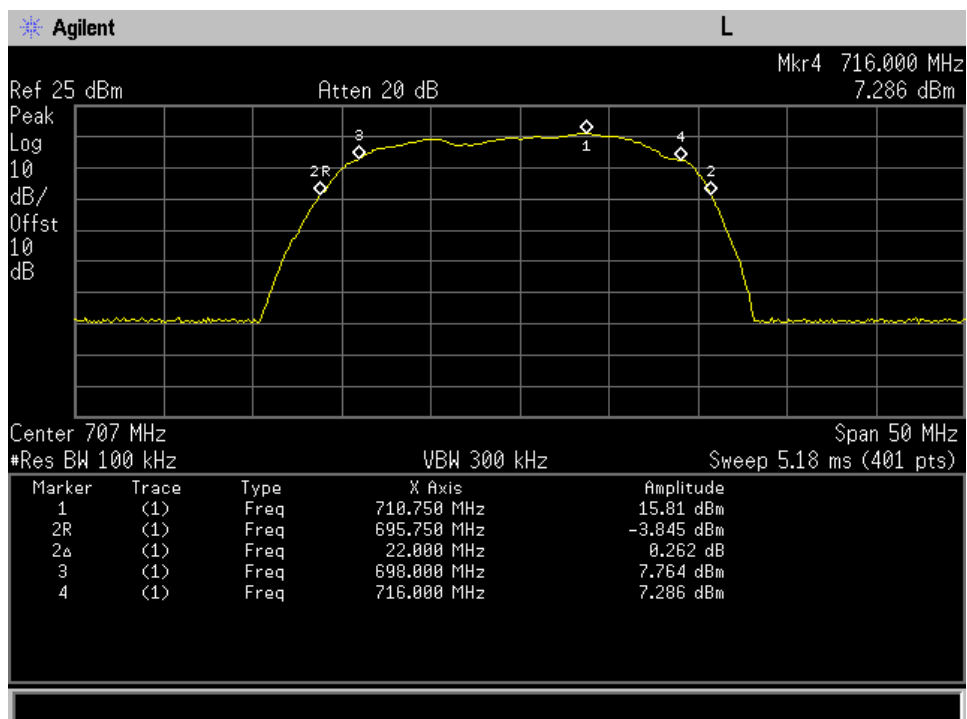 Agilent
L
Mkr4 716.000 MHz
Ref 25 dBm Atten 20 dB 7.286 dBm
Peak
Log
10
dB/
Offst
10
dB
2R
3
1
4
2
Center 707 MHz Span 50 MHz
#Res BW 100 kHz VBW 300 kHz Sweep 5.18 ms (401 pts)
Marker Trace Type X Axis Amplitude
1 (1) Freq 710.750 MHz 15.81 dBm
2R (1) Freq 695.750 MHz -3.845 dBm
2Δ (1) Freq 22.000 MHz 0.262 dB
3 (1) Freq 698.000 MHz 7.764 dBm
4 (1) Freq 716.000 MHz 7.286 dBm